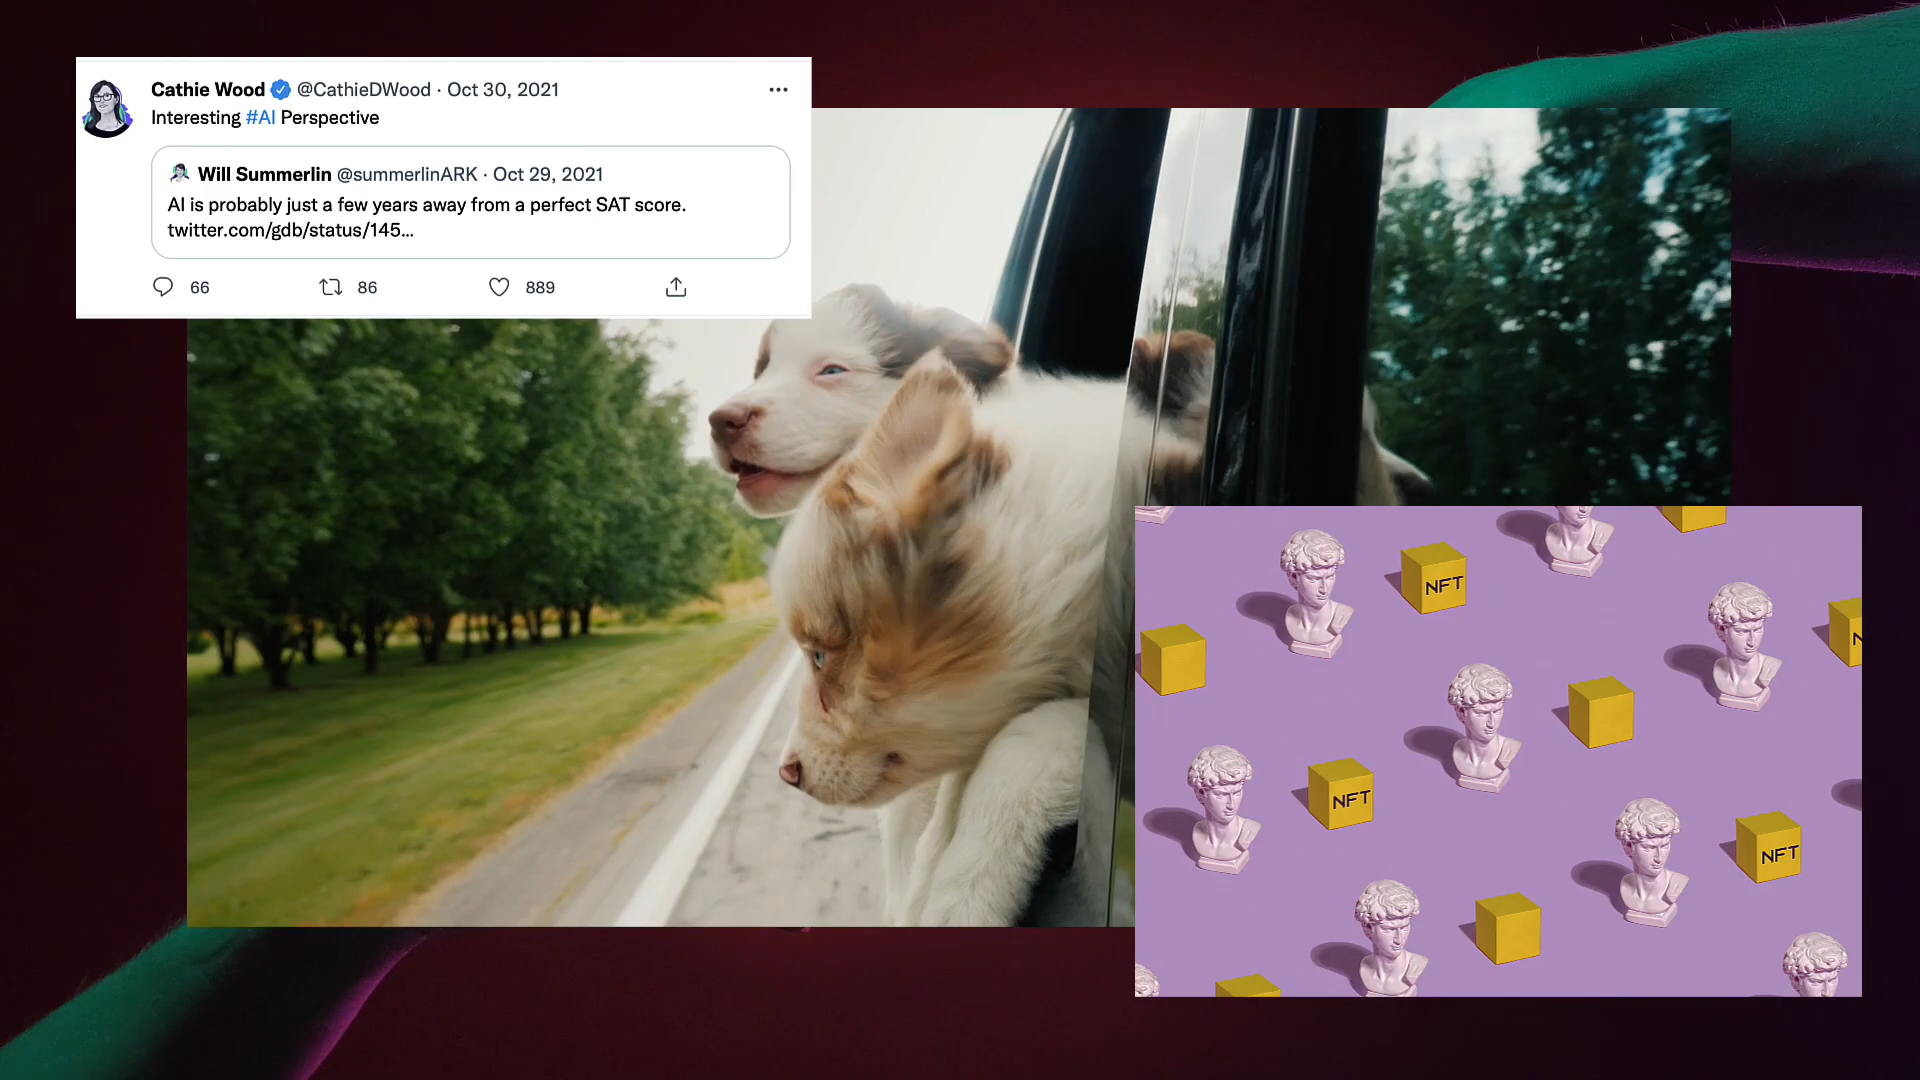 Cathie Wood @CathieDWood · Oct 30, 2021
Interesting #AI Perspective
Will Summerlin @summerlinARK · Oct 29, 2021
AI is probably just a few years away from a perfect SAT score.
twitter.com/gdb/status/145...
66 86 889
NFT
NFT
NFT